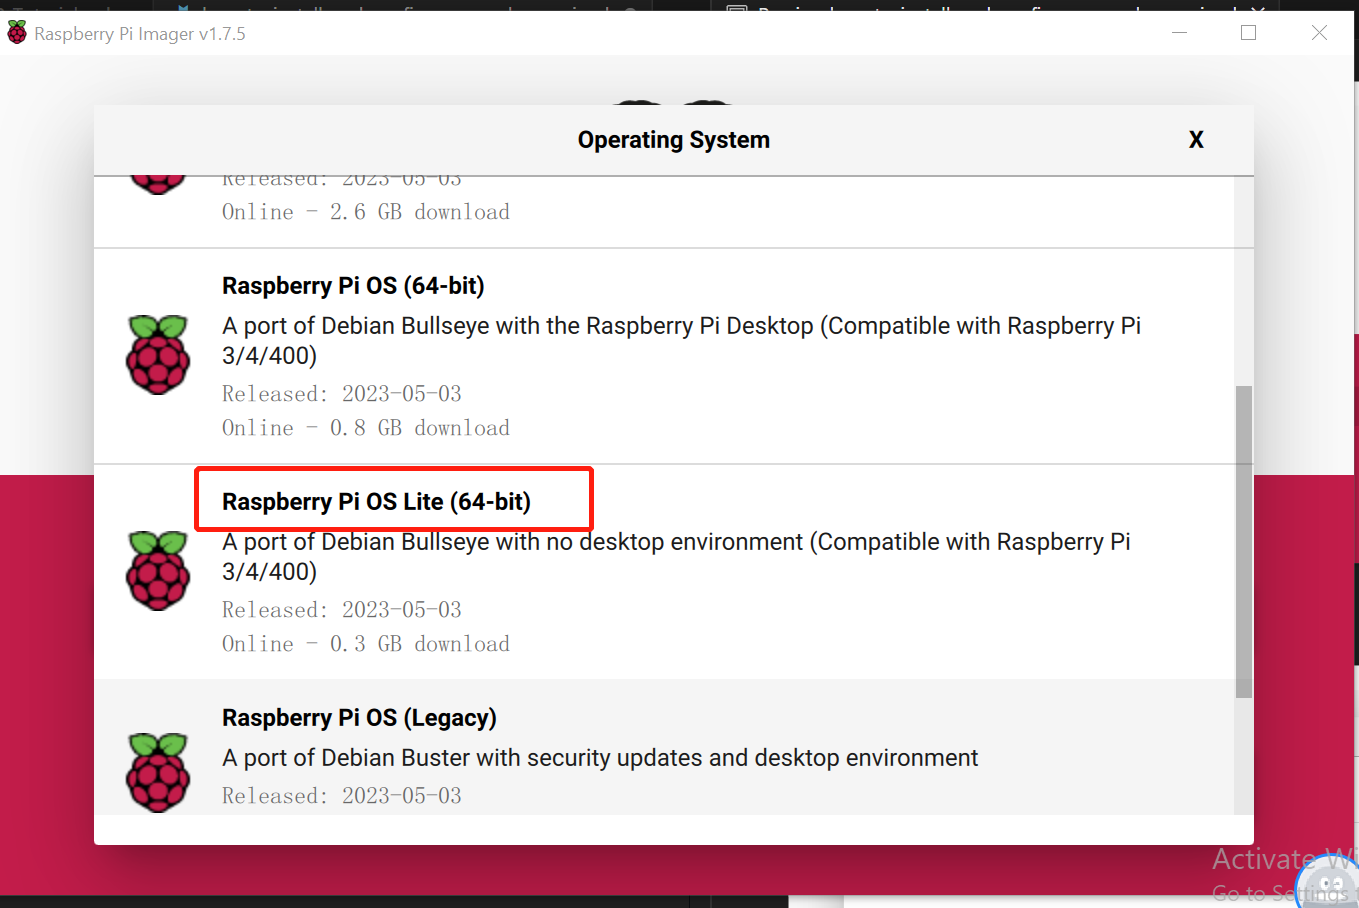 Raspberry Pi Imager v1.7.5
Operating System
X
Released: 2023-05-03
Online - 2.6 GB download
Raspberry Pi OS (64-bit)
A port of Debian Bullseye with the Raspberry Pi Desktop (Compatible with Raspberry Pi
3/4/400)
Released: 2023-05-03
Online - 0.8 GB download
Raspberry Pi OS Lite (64-bit)
A port of Debian Bullseye with no desktop environment (Compatible with Raspberry Pi
3/4/400)
Released: 2023-05-03
Online - 0.3 GB download
Raspberry Pi OS (Legacy)
A port of Debian Buster with security updates and desktop environment
Released: 2023-05-03
Activate Wi
Go to Settings